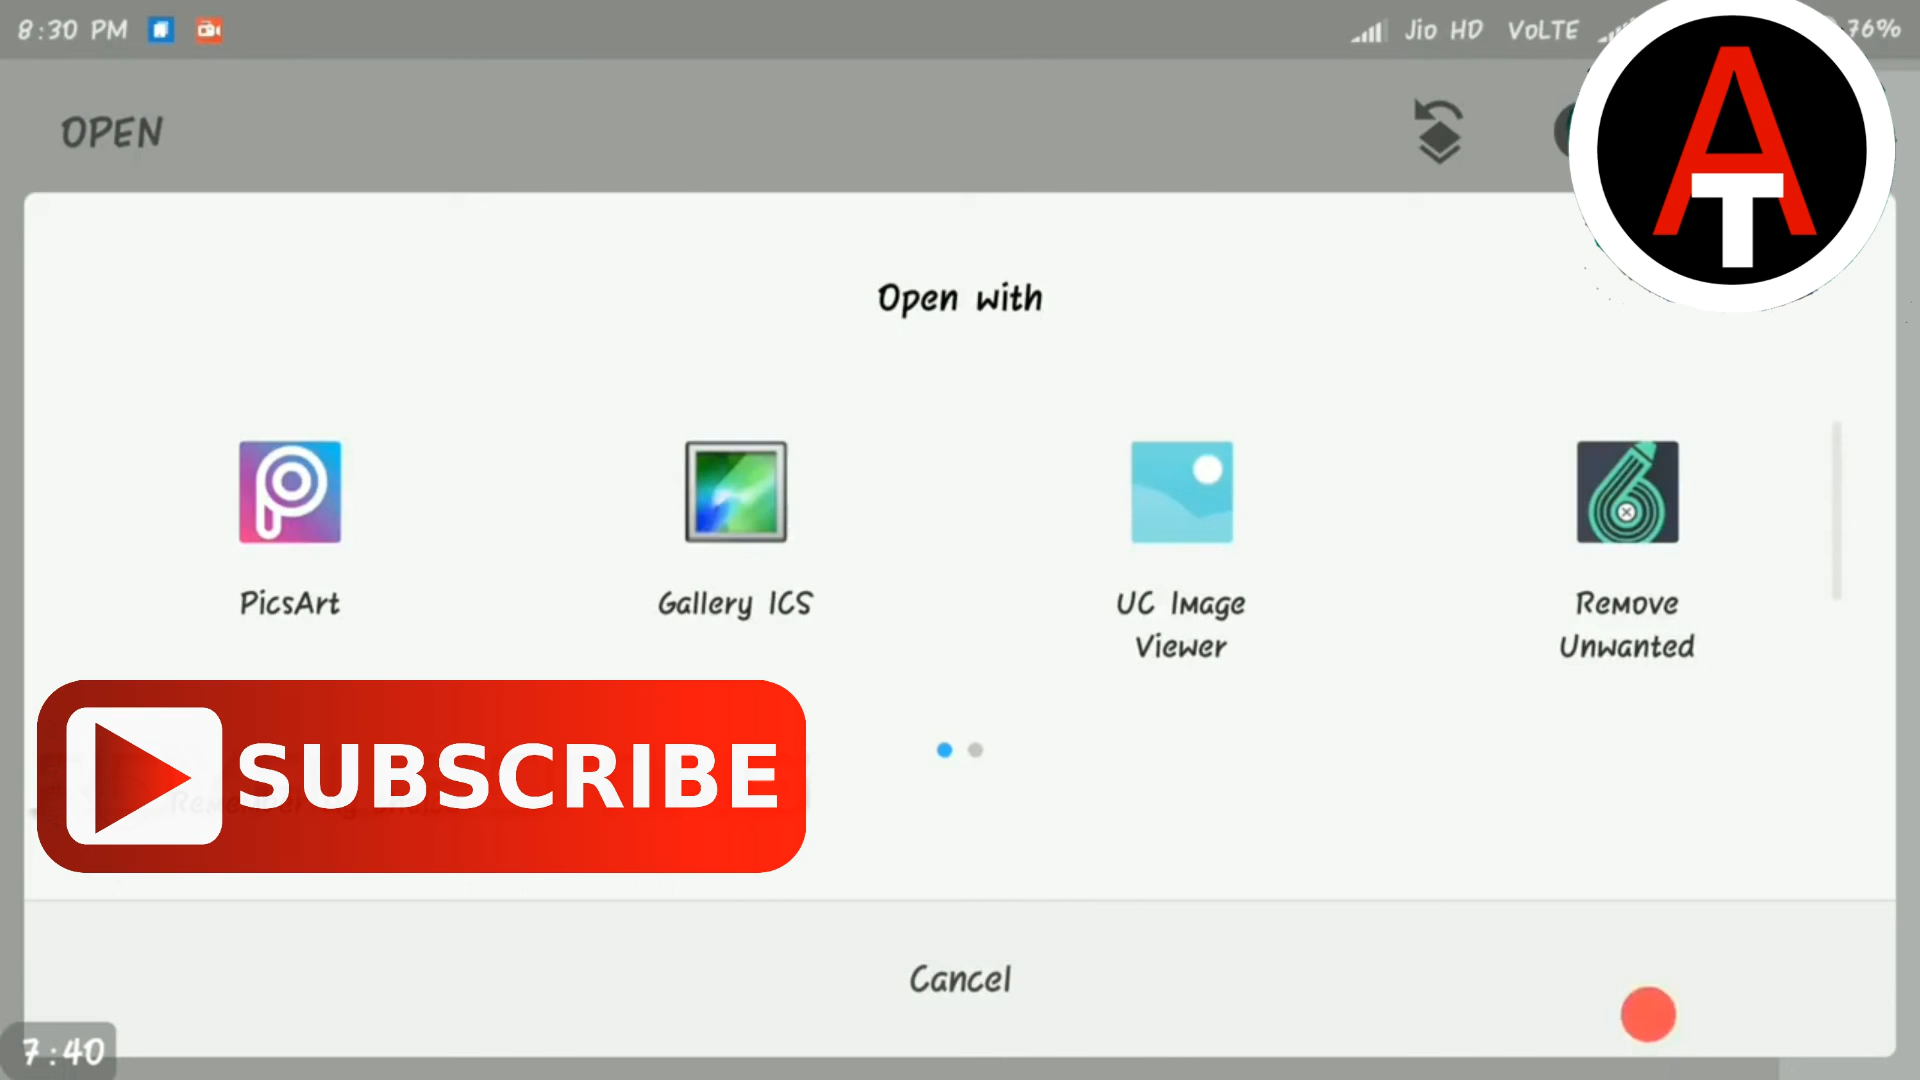 8:30 PM
Jio HD VoLTE
76%
OPEN
AT
Open with
PicsArt
Gallery ICS
UC Image
Viewer
Remove
Unwanted
SUBSCRIBE
Cancel
7:40